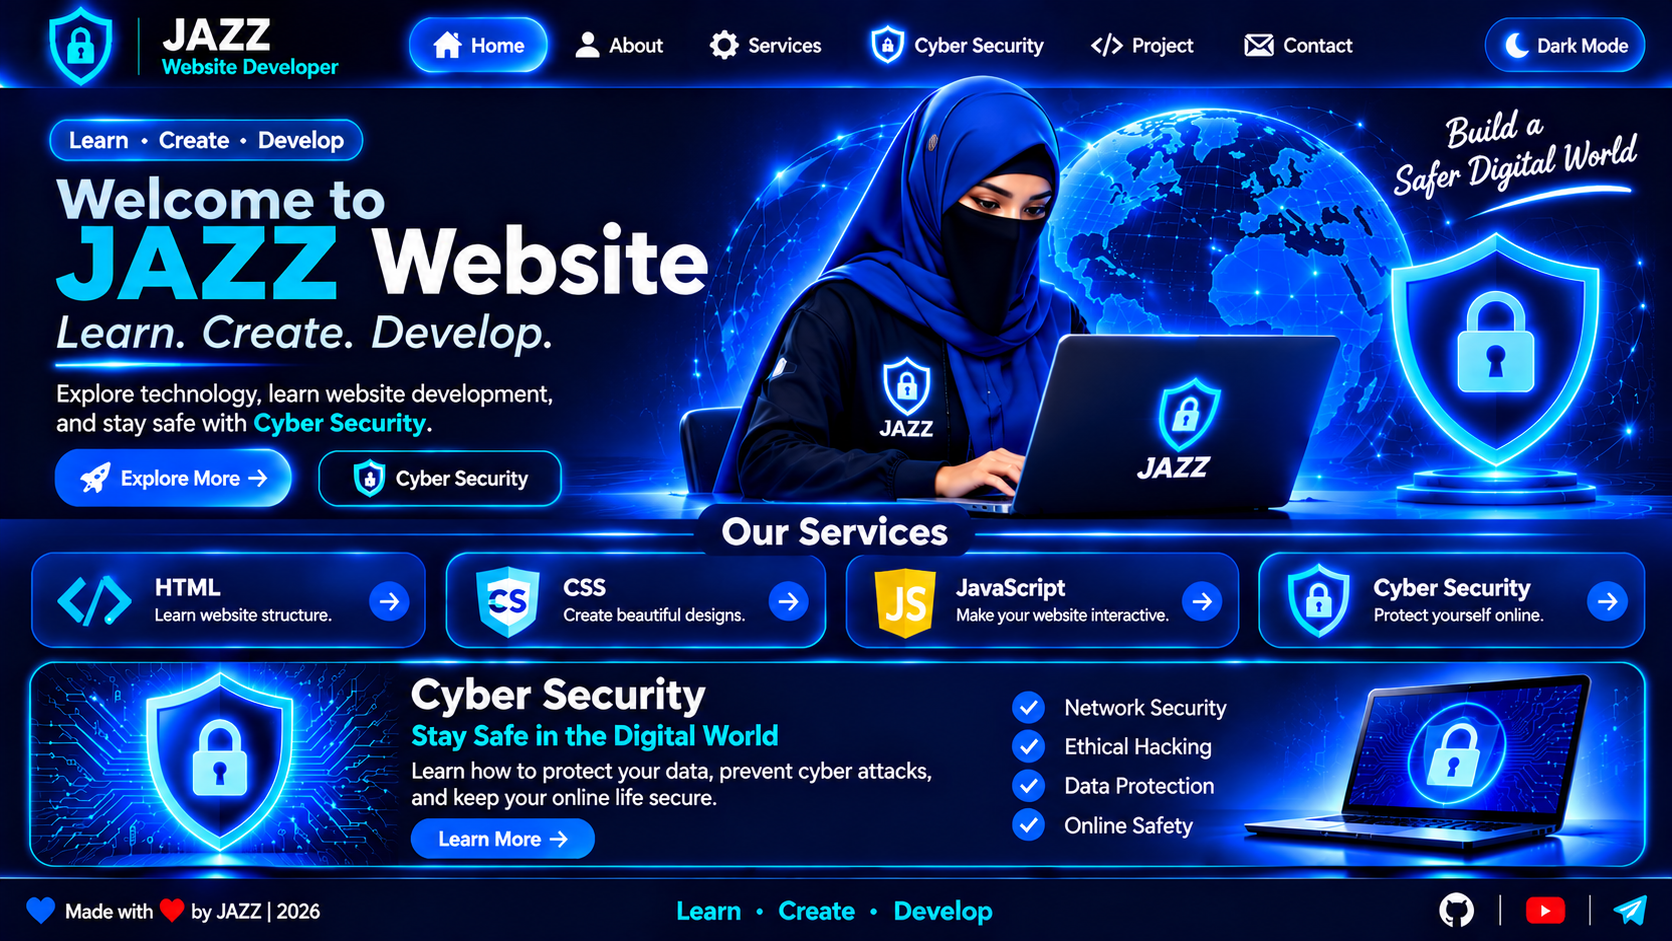 JAZZ
Website Developer
Home
About
Services
Cyber Security
Project
Contact
Dark Mode
Learn • Create • Develop
Welcome to
JAZZ Website
Learn. Create. Develop.
Explore technology, learn website development,
and stay safe with Cyber Security.
Explore More →
Cyber Security
Build a
Safer Digital World
JAZZ
JAZZ
Our Services
HTML
Learn website structure.
CS
CSS
Create beautiful designs.
JS
JavaScript
Make your website interactive.
Cyber Security
Protect yourself online.
Cyber Security
Stay Safe in the Digital World
Learn how to protect your data, prevent cyber attacks,
and keep your online life secure.
Learn More →
Network Security
Ethical Hacking
Data Protection
Online Safety
Made with ❤ by JAZZ | 2026
Learn • Create • Develop